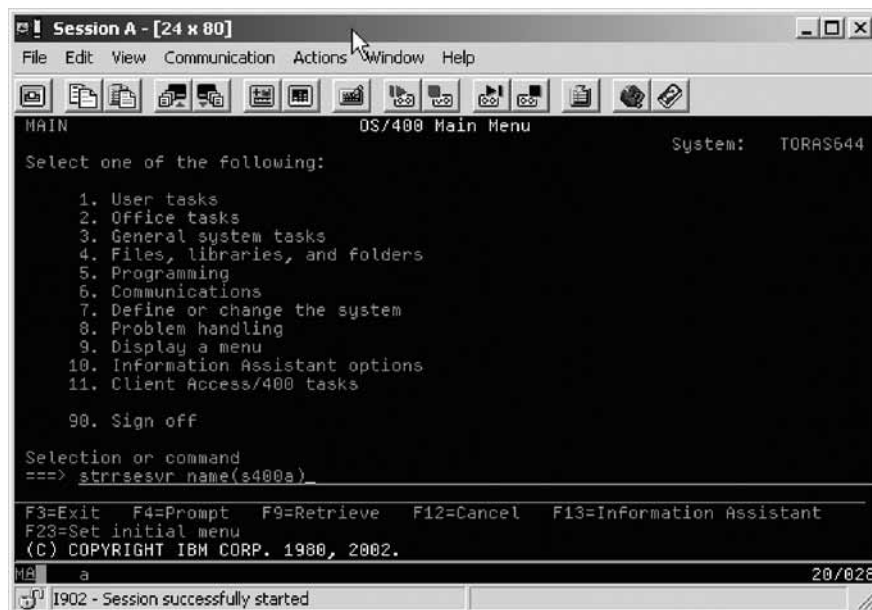 Session A - [24 x 80]
File Edit View Communication Actions Window Help
MAIN OS/400 Main Menu
System: TORAS644
Select one of the following:
1. User tasks
2. Office tasks
3. General system tasks
4. Files, libraries, and folders
5. Programming
6. Communications
7. Define or change the system
8. Problem handling
9. Display a menu
10. Information Assistant options
11. Client Access/400 tasks
90. Sign off
Selection or command
===> strrsesvr name(s400a)_
F3=Exit F4=Prompt F9=Retrieve F12=Cancel F13=Information Assistant
F23=Set initial menu
(C) COPYRIGHT IBM CORP. 1980, 2002.
MA a 20/028
I902 - Session successfully started